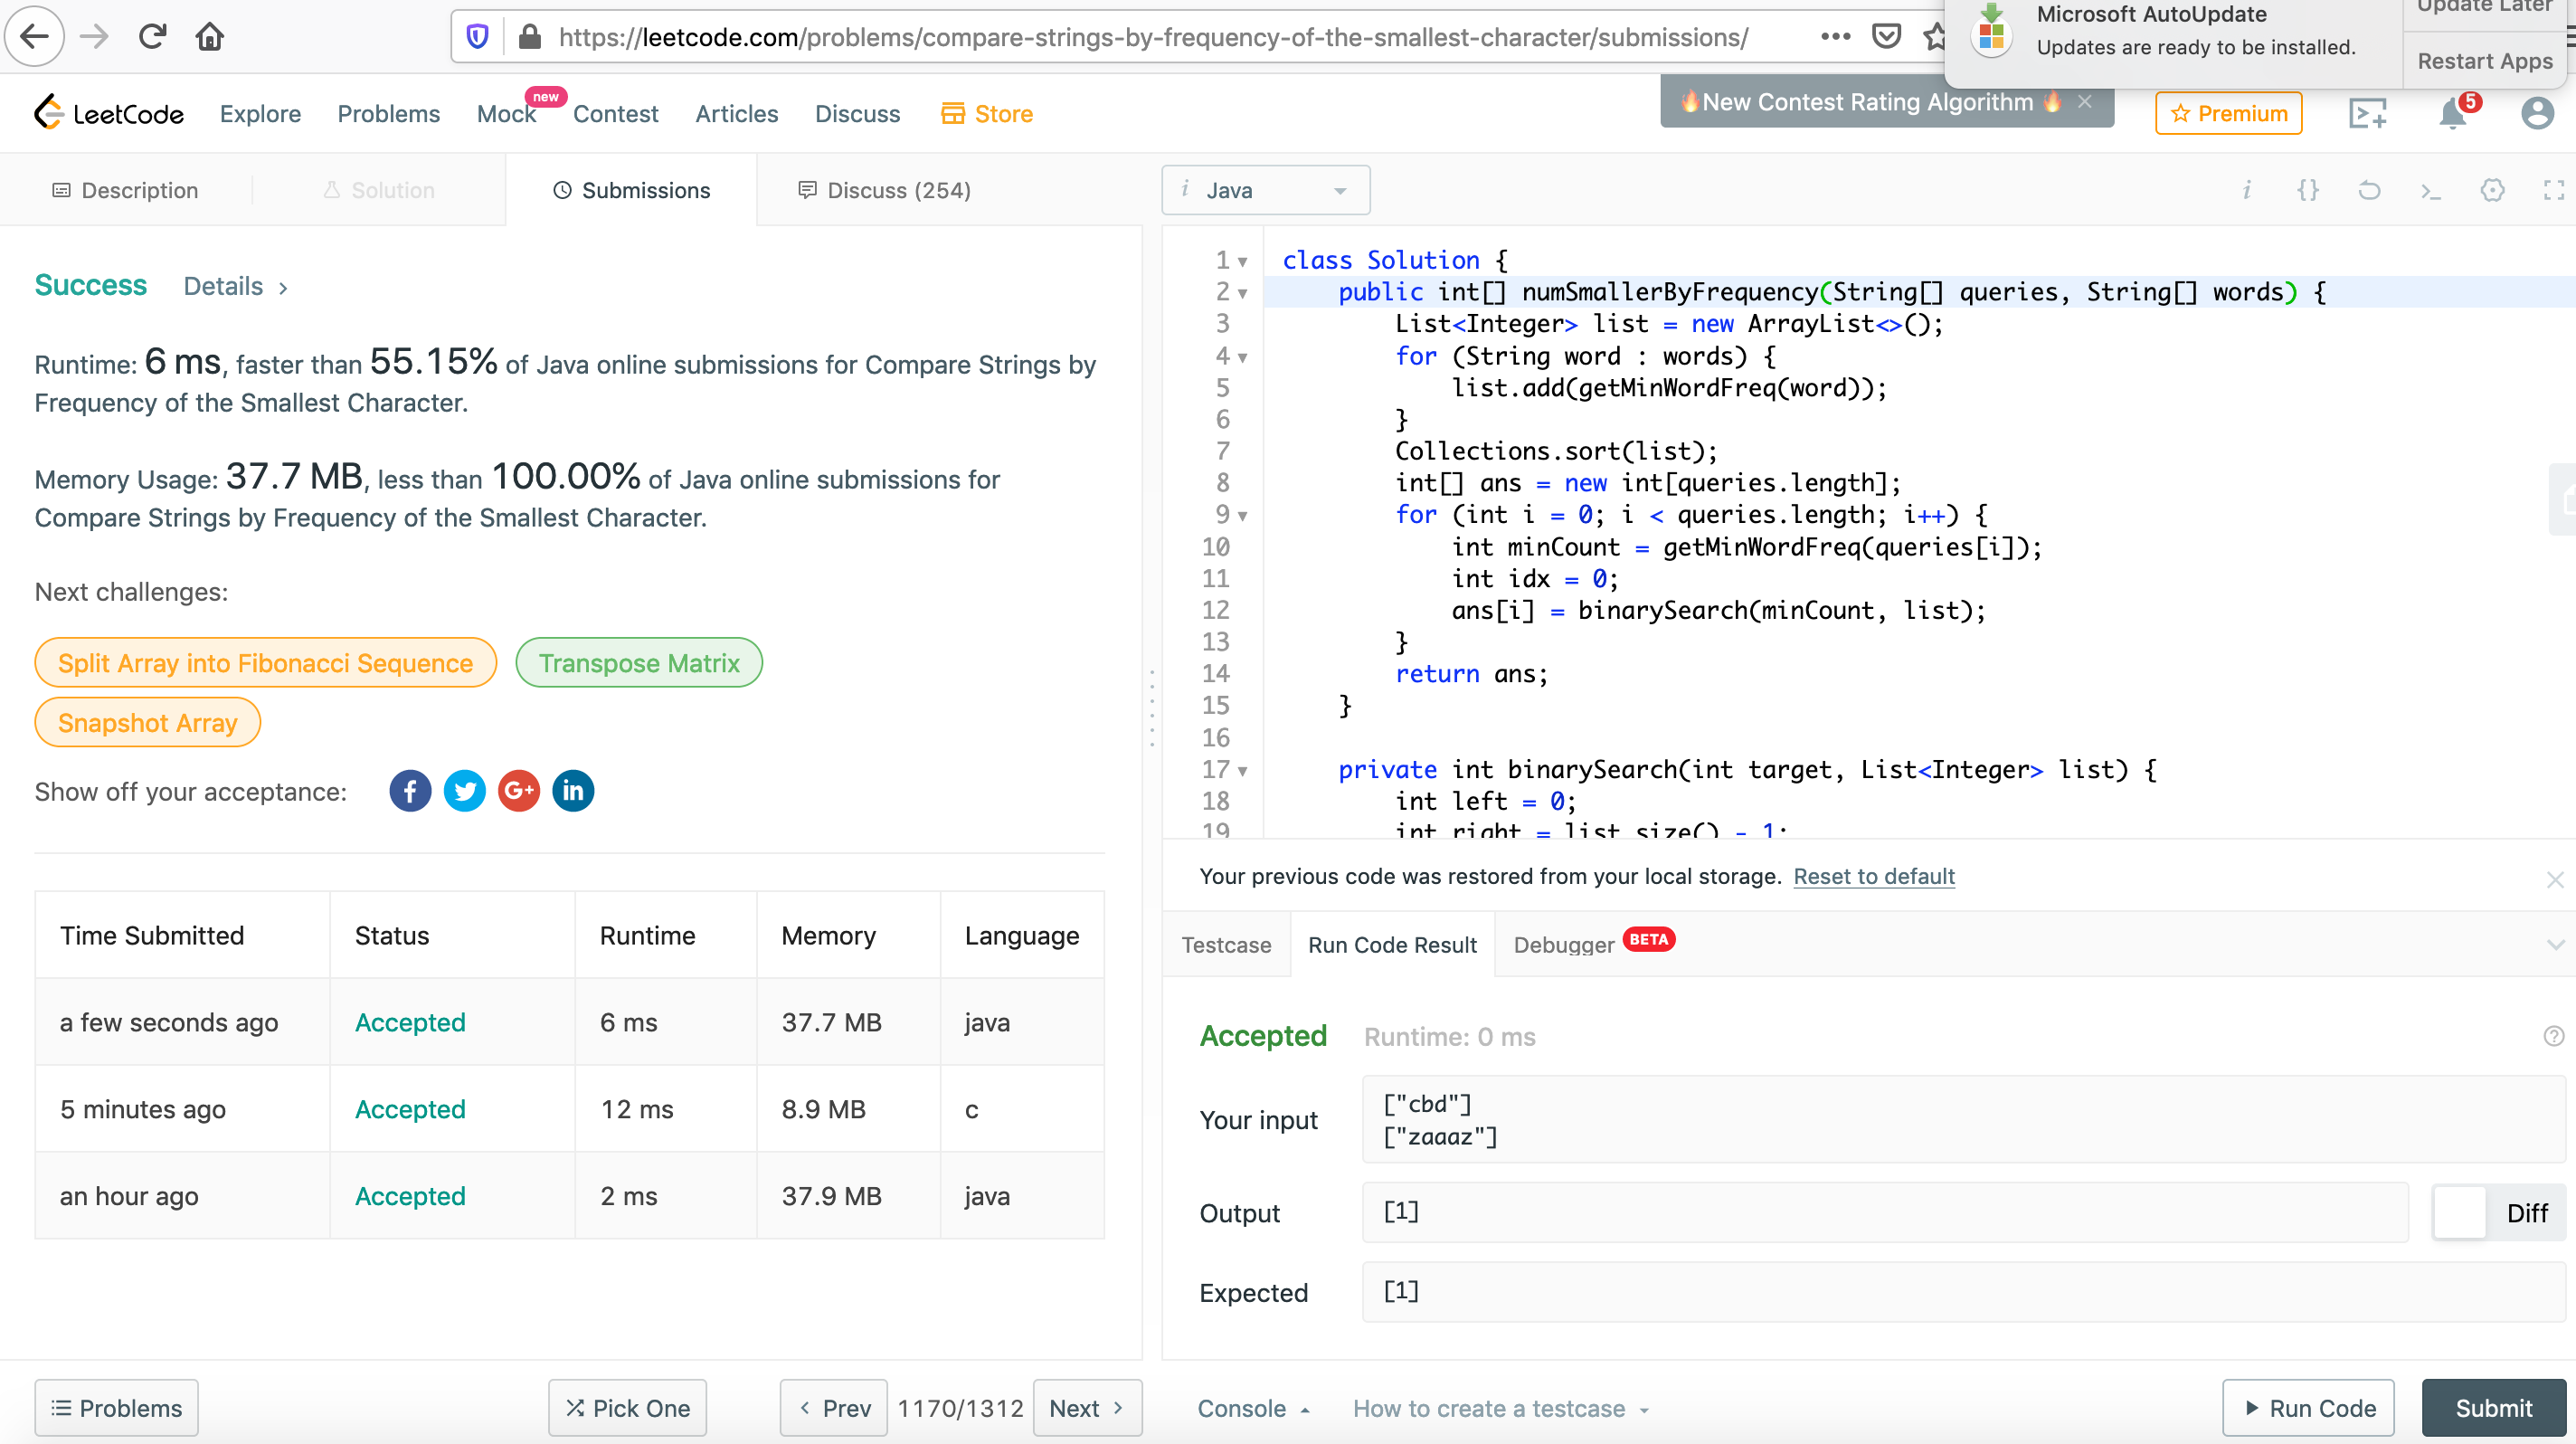 https://leetcode.com/problems/compare-strings-by-frequency-of-the-smallest-character/submissions/
Microsoft AutoUpdate
Updates are ready to be installed.
Update Later
Restart Apps
LeetCode
Explore
Problems
Mock
new
Contest
Articles
Discuss
Store
🔥New Contest Rating Algorithm 🔥 ×
Premium
5
Description
Solution
Submissions
Discuss (254)
i Java
Success Details >
Runtime: 6 ms, faster than 55.15% of Java online submissions for Compare Strings by
Frequency of the Smallest Character.
Memory Usage: 37.7 MB, less than 100.00% of Java online submissions for
Compare Strings by Frequency of the Smallest Character.
Next challenges:
Split Array into Fibonacci Sequence
Transpose Matrix
Snapshot Array
Show off your acceptance:
Time Submitted Status Runtime Memory Language
a few seconds ago Accepted 6 ms 37.7 MB java
5 minutes ago Accepted 12 ms 8.9 MB c
an hour ago Accepted 2 ms 37.9 MB java
Problems
Pick One
< Prev
1170/1312
Next >
1 class Solution {
2 public int[] numSmallerByFrequency(String[] queries, String[] words) {
3 List<Integer> list = new ArrayList<>();
4 for (String word : words) {
5 list.add(getMinWordFreq(word));
6 }
7 Collections.sort(list);
8 int[] ans = new int[queries.length];
9 for (int i = 0; i < queries.length; i++) {
10 int minCount = getMinWordFreq(queries[i]);
11 int idx = 0;
12 ans[i] = binarySearch(minCount, list);
13 }
14 return ans;
15 }
16
17 private int binarySearch(int target, List<Integer> list) {
18 int left = 0;
19 int right = list.size() - 1;
Your previous code was restored from your local storage. Reset to default
Testcase
Run Code Result
Debugger BETA
Accepted Runtime: 0 ms
Your input
["cbd"]
["zaaaz"]
Output
[1]
Diff
Expected
[1]
Console
How to create a testcase
Run Code
Submit